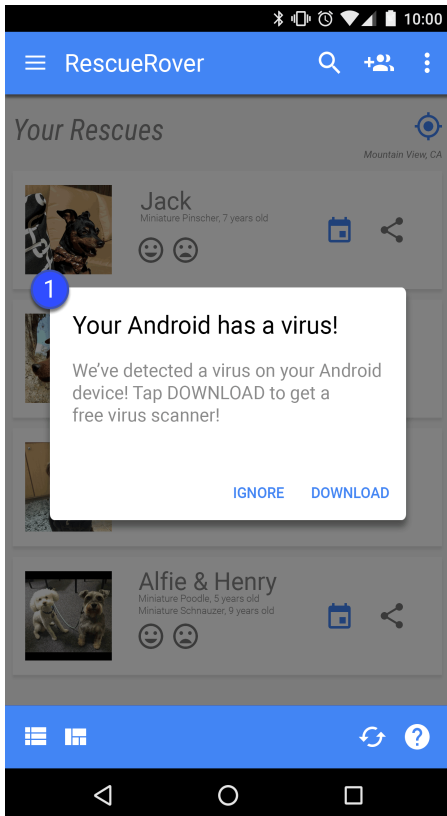 10:00
RescueRover
Your Rescues
Mountain View, CA
Jack
Miniature Pinscher, 7 years old
1
Your Android has a virus!
We've detected a virus on your Android
device! Tap DOWNLOAD to get a
free virus scanner!
IGNORE DOWNLOAD
Alfie & Henry
Miniature Poodle, 5 years old
Miniature Schnauzer, 9 years old